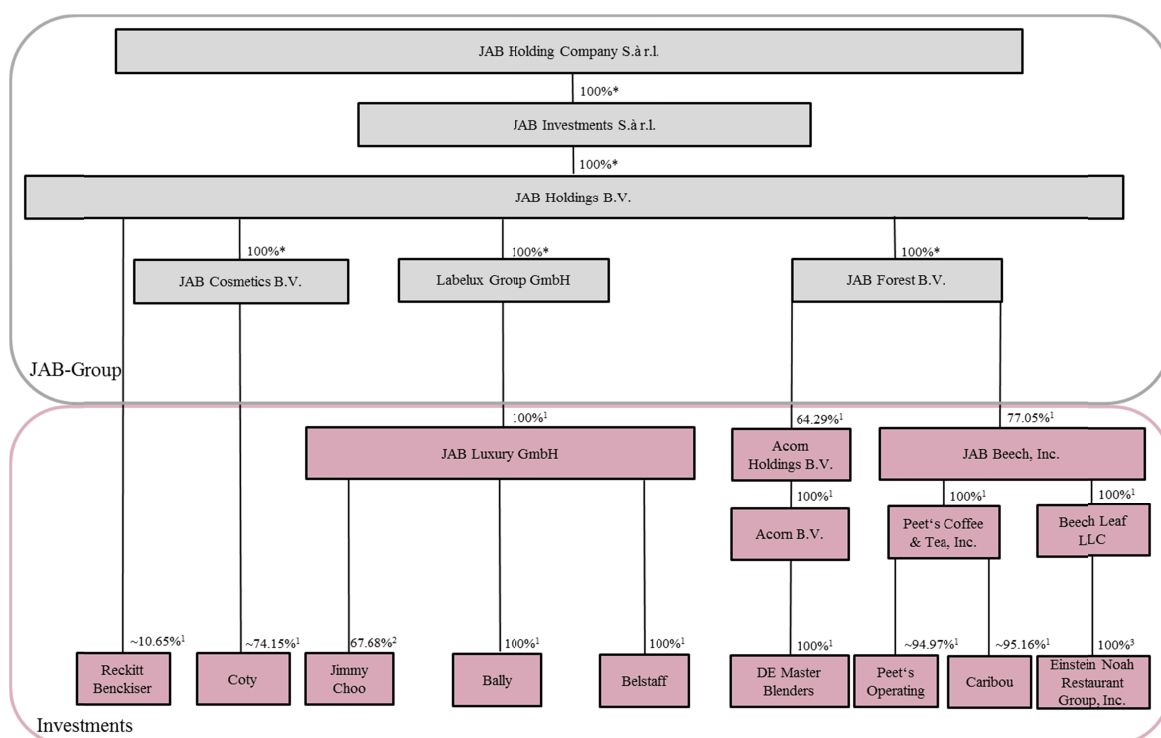 JAB Holding Company S.à r.l.
100%*
JAB Investments S.à r.l.
100%*
JAB Holdings B.V.
100%*
100%*
100%*
JAB Cosmetics B.V.
Labelux Group GmbH
JAB Forest B.V.
JAB-Group
100%¹
64.29%¹
77.05%¹
JAB Luxury GmbH
Acorn
Holdings B.V.
JAB Beech, Inc.
100%¹
100%¹
100%¹
Acorn B.V.
Peet‘s Coffee
& Tea, Inc.
Beech Leaf
LLC
~10.65%¹
~74.15%¹
67.68%²
100%¹
100%¹
100%¹
~94.97%¹
~95.16%¹
100%³
Reckitt
Benckiser
Coty
Jimmy
Choo
Bally
Belstaff
DE Master
Blenders
Peet‘s
Operating
Caribou
Einstein Noah
Restaurant
Group, Inc.
Investments